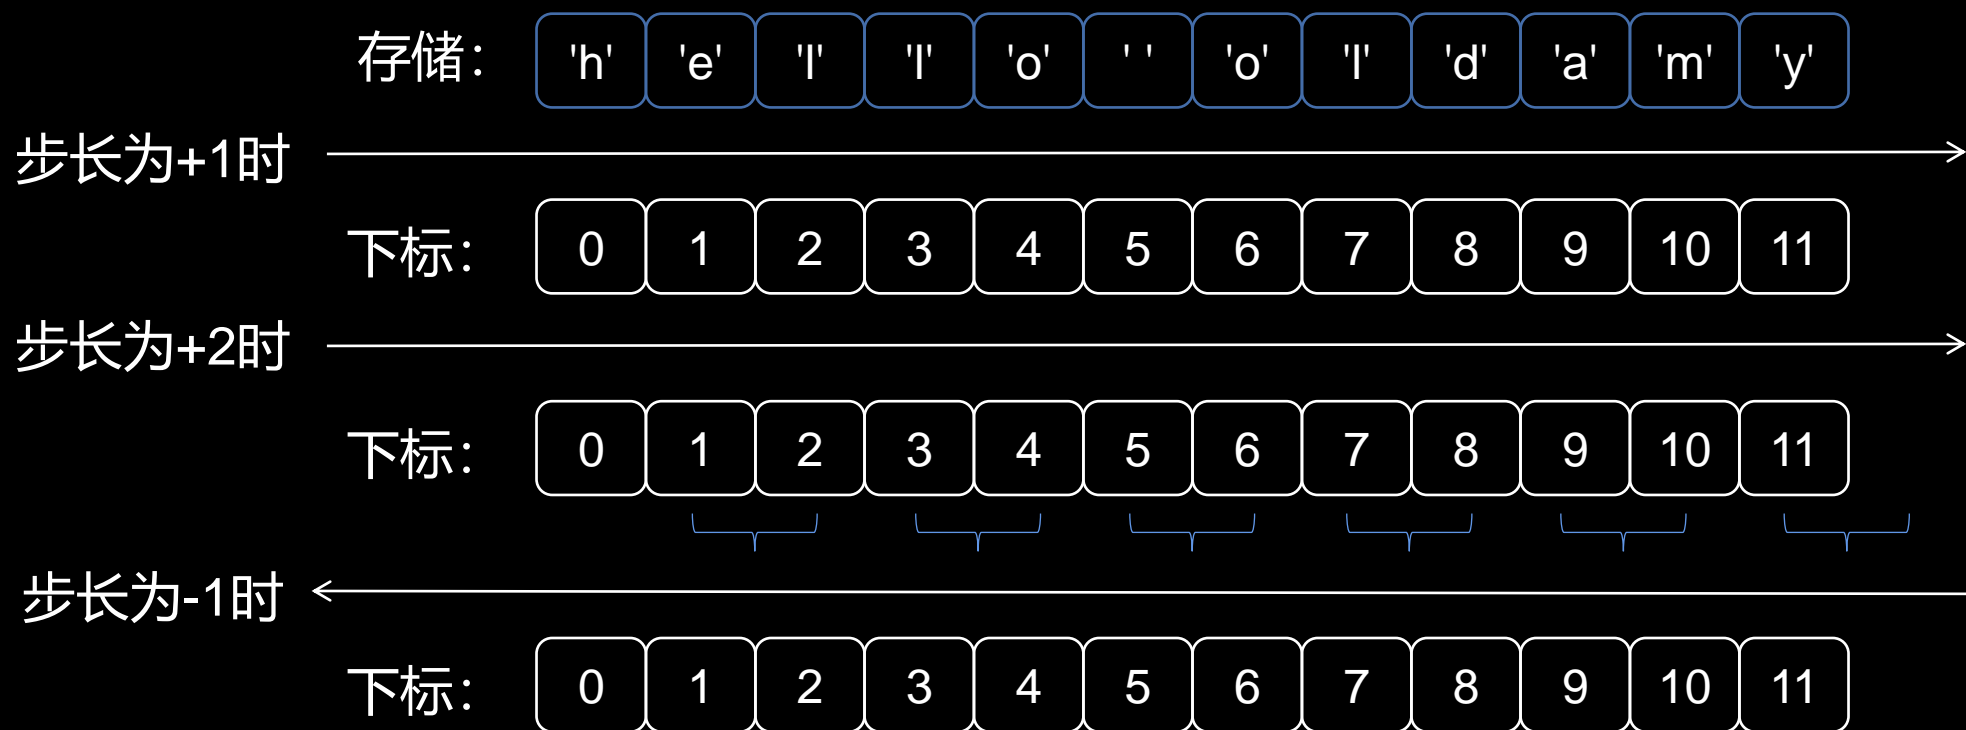 存储： 'h' 'e' 'l' 'l' 'o' ' ' 'o' 'l' 'd' 'a' 'm' 'y'
步长为+1时
下标： 0 1 2 3 4 5 6 7 8 9 10 11
步长为+2时
下标： 0 1 2 3 4 5 6 7 8 9 10 11
步长为-1时
下标： 0 1 2 3 4 5 6 7 8 9 10 11